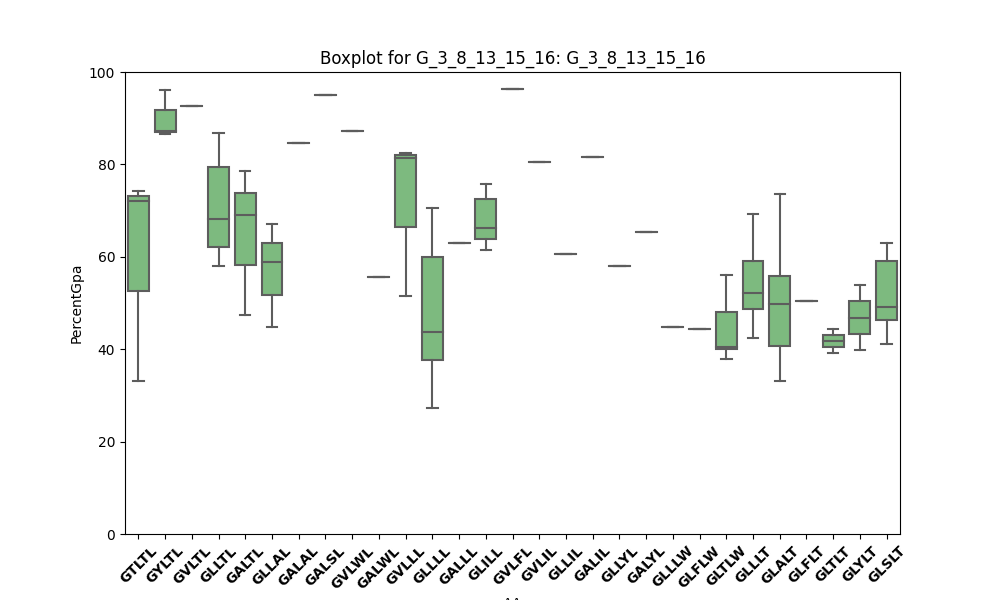 Boxplot for G_3_8_13_15_16: G_3_8_13_15_16
100
80
60
40
20
0
PercentGpa
GTLTL
GYLTL
GVLTL
GLLTL
GALTL
GLLAL
GALAL
GALSL
GVLWL
GALWL
GVLLL
GLLLL
GALLL
GLILL
GVLFL
GVLIL
GLLIL
GALIL
GLLYL
GALYL
GLLLW
GLFLW
GLTLW
GLLLT
GLALT
GLFLT
GLTLT
GLYLT
GLSLT